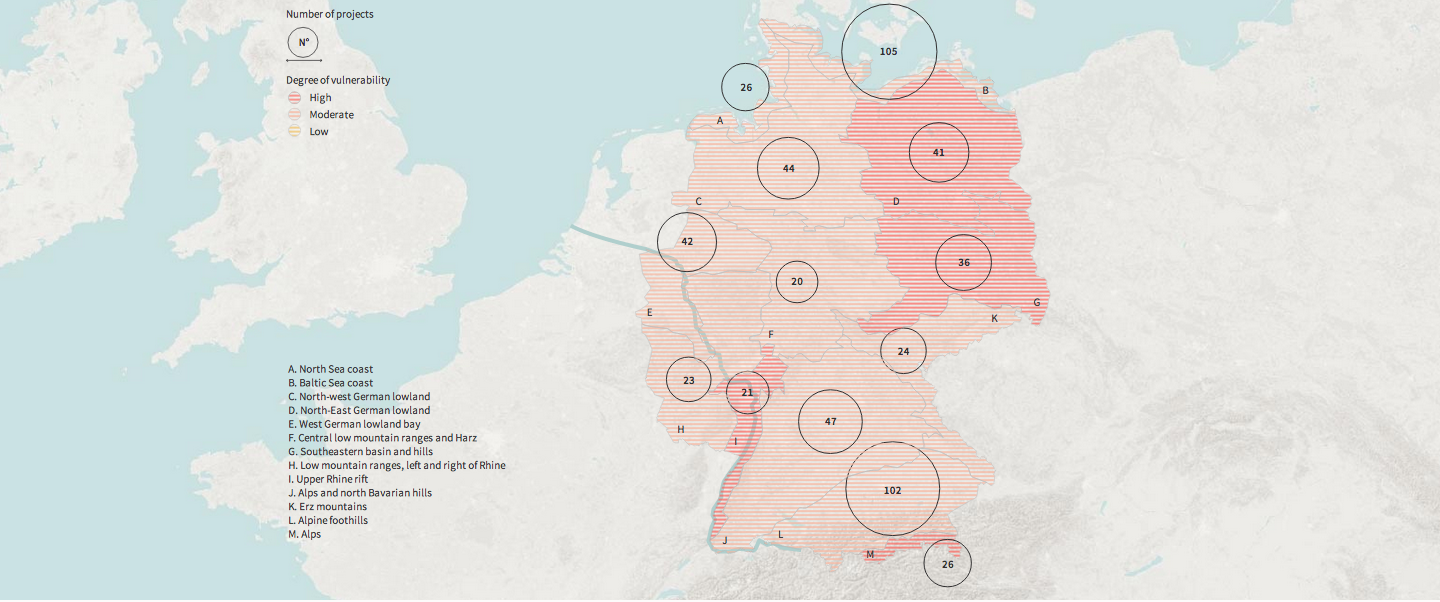 Number of projects
N°
Degree of vulnerability
High
Moderate
Low
105
26
B
A
41
44
C
D
42
36
20
G
E
K
F
24
23
21
47
H
I
102
J
L
M
26
A. North Sea coast
B. Baltic Sea coast
C. North-west German lowland
D. North-East German lowland
E. West German lowland bay
F. Central low mountain ranges and Harz
G. Southeastern basin and hills
H. Low mountain ranges, left and right of Rhine
I. Upper Rhine rift
J. Alps and north Bavarian hills
K. Erz mountains
L. Alpine foothills
M. Alps